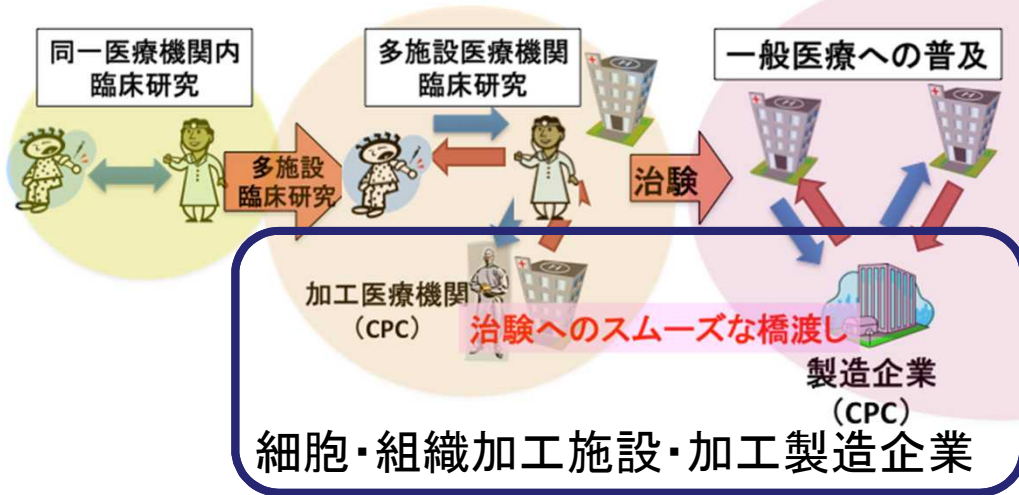 同一医療機関内
臨床研究
多施設
臨床研究
多施設医療機関
臨床研究
治験
一般医療への普及
加工医療機関
(CPC)
治験へのスムーズな橋渡し
製造企業
(CPC)
細胞・組織加工施設・加工製造企業